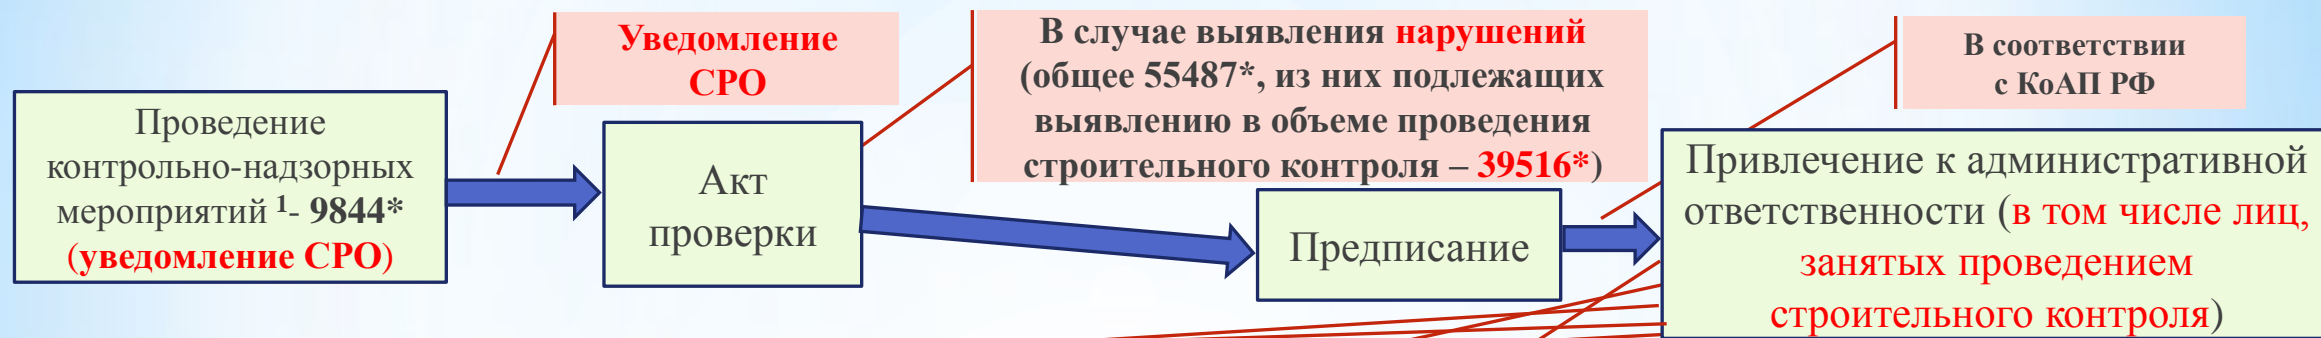 Проведение
контрольно-надзорных
мероприятий ¹- 9844*
(уведомление СРО)
Уведомление
СРО
Акт
проверки
В случае выявления нарушений
(общее 55487*, из них подлежащих
выявлению в объеме проведения
строительного контроля – 39516*)
Предписание
В соответствии
с КоАП РФ
Привлечение к административной
ответственности (в том числе лиц,
занятых проведением
строительного контроля)